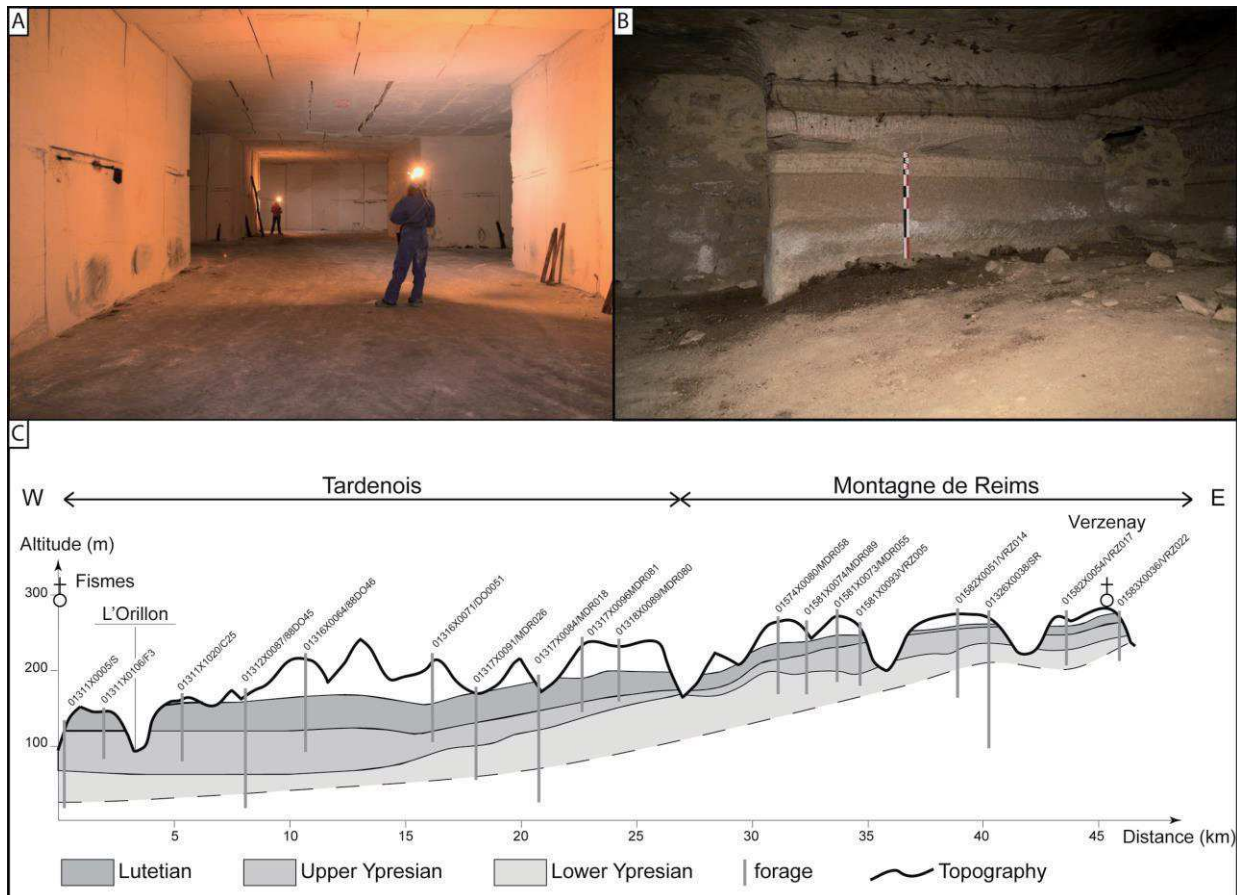 A
B
C
W
Tardenois
Montagne de Reims
E
Altitude (m)
Verzenay
Fismes
L'Orillon
300
200
100
01311X0005/S
01311X0106/F3
01311X1020/C25
01312X0087/88DO45
01316X0064/88DO46
01316X0071/DO0051
01317X0091/MDR026
01317X0084/MDR018
01317X0096MDR081
01318X0089/MDR080
01574X0080/MDR058
01581X0074/MDR089
01581X0073/MDR055
01581X0093/VRZ005
01582X0051/VRZ014
01326X0038/SR
01582X0054/VRZ017
01583X0036/VRZ022
5
10
15
20
25
30
35
40
45
Distance (km)
Lutetian
Upper Ypresian
Lower Ypresian
forage
Topography